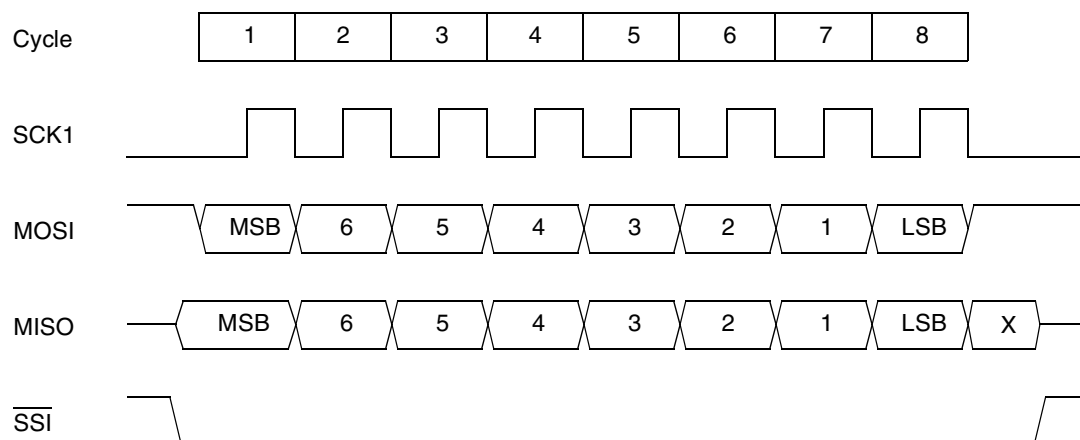 Cycle 1 2 3 4 5 6 7 8
SCK1
MOSI MSB 6 5 4 3 2 1 LSB
MISO MSB 6 5 4 3 2 1 LSB X
SSI